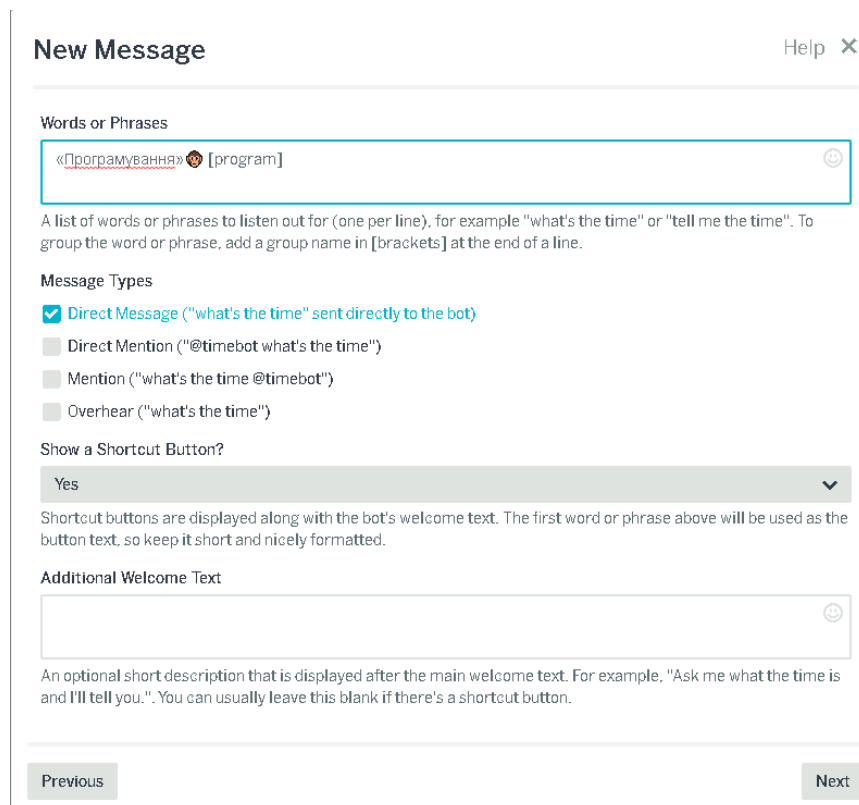 New Message
Help ✕
Words or Phrases
«Програмування»🐵 [program]
A list of words or phrases to listen out for (one per line), for example "what's the time" or "tell me the time". To
group the word or phrase, add a group name in [brackets] at the end of a line.
Message Types
Direct Message ("what's the time" sent directly to the bot)
Direct Mention ("@timebot what's the time")
Mention ("what's the time @timebot")
Overhear ("what's the time")
Show a Shortcut Button?
Yes
Shortcut buttons are displayed along with the bot's welcome text. The first word or phrase above will be used as the
button text, so keep it short and nicely formatted.
Additional Welcome Text
An optional short description that is displayed after the main welcome text. For example, "Ask me what the time is
and I'll tell you.". You can usually leave this blank if there's a shortcut button.
Previous
Next